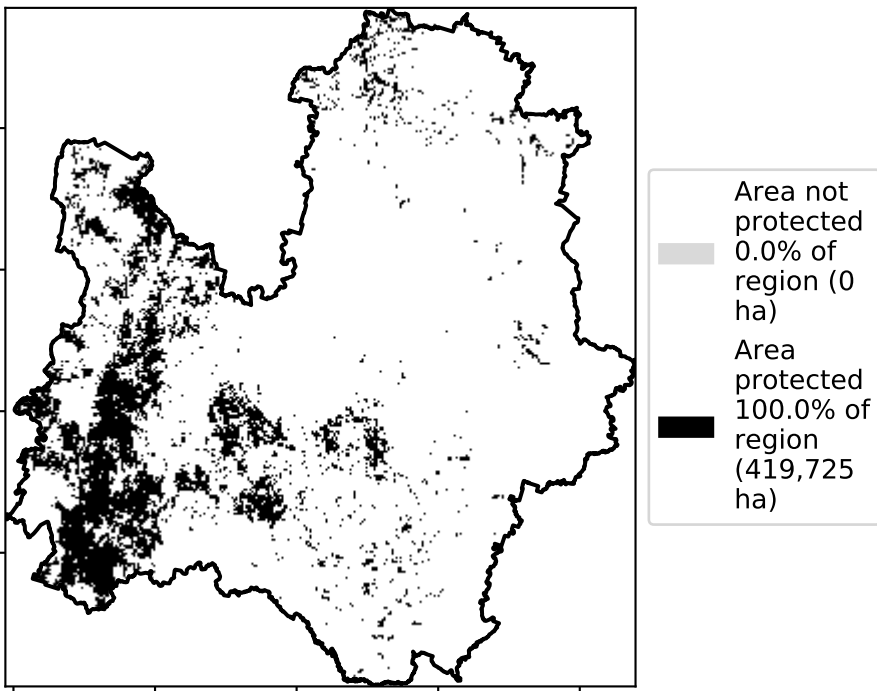 Area not
protected
0.0% of
region (0
ha)
Area
protected
100.0% of
region
(419,725
ha)